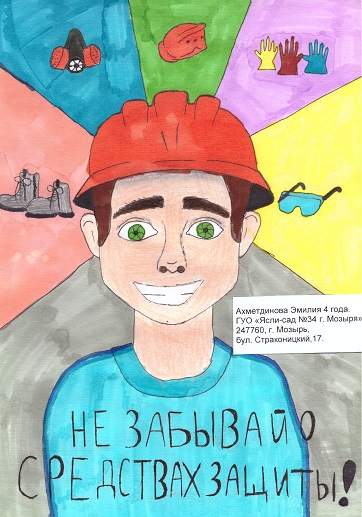 Ахметдинова Эмилия 4 года.
ГУО «Ясли-сад №34 г. Мозыря»
247760, г. Мозырь,
бул. Страконицкий,17.
НЕ ЗАБЫВАЙ О
СРЕДСТВАХ ЗАЩИТЫ!